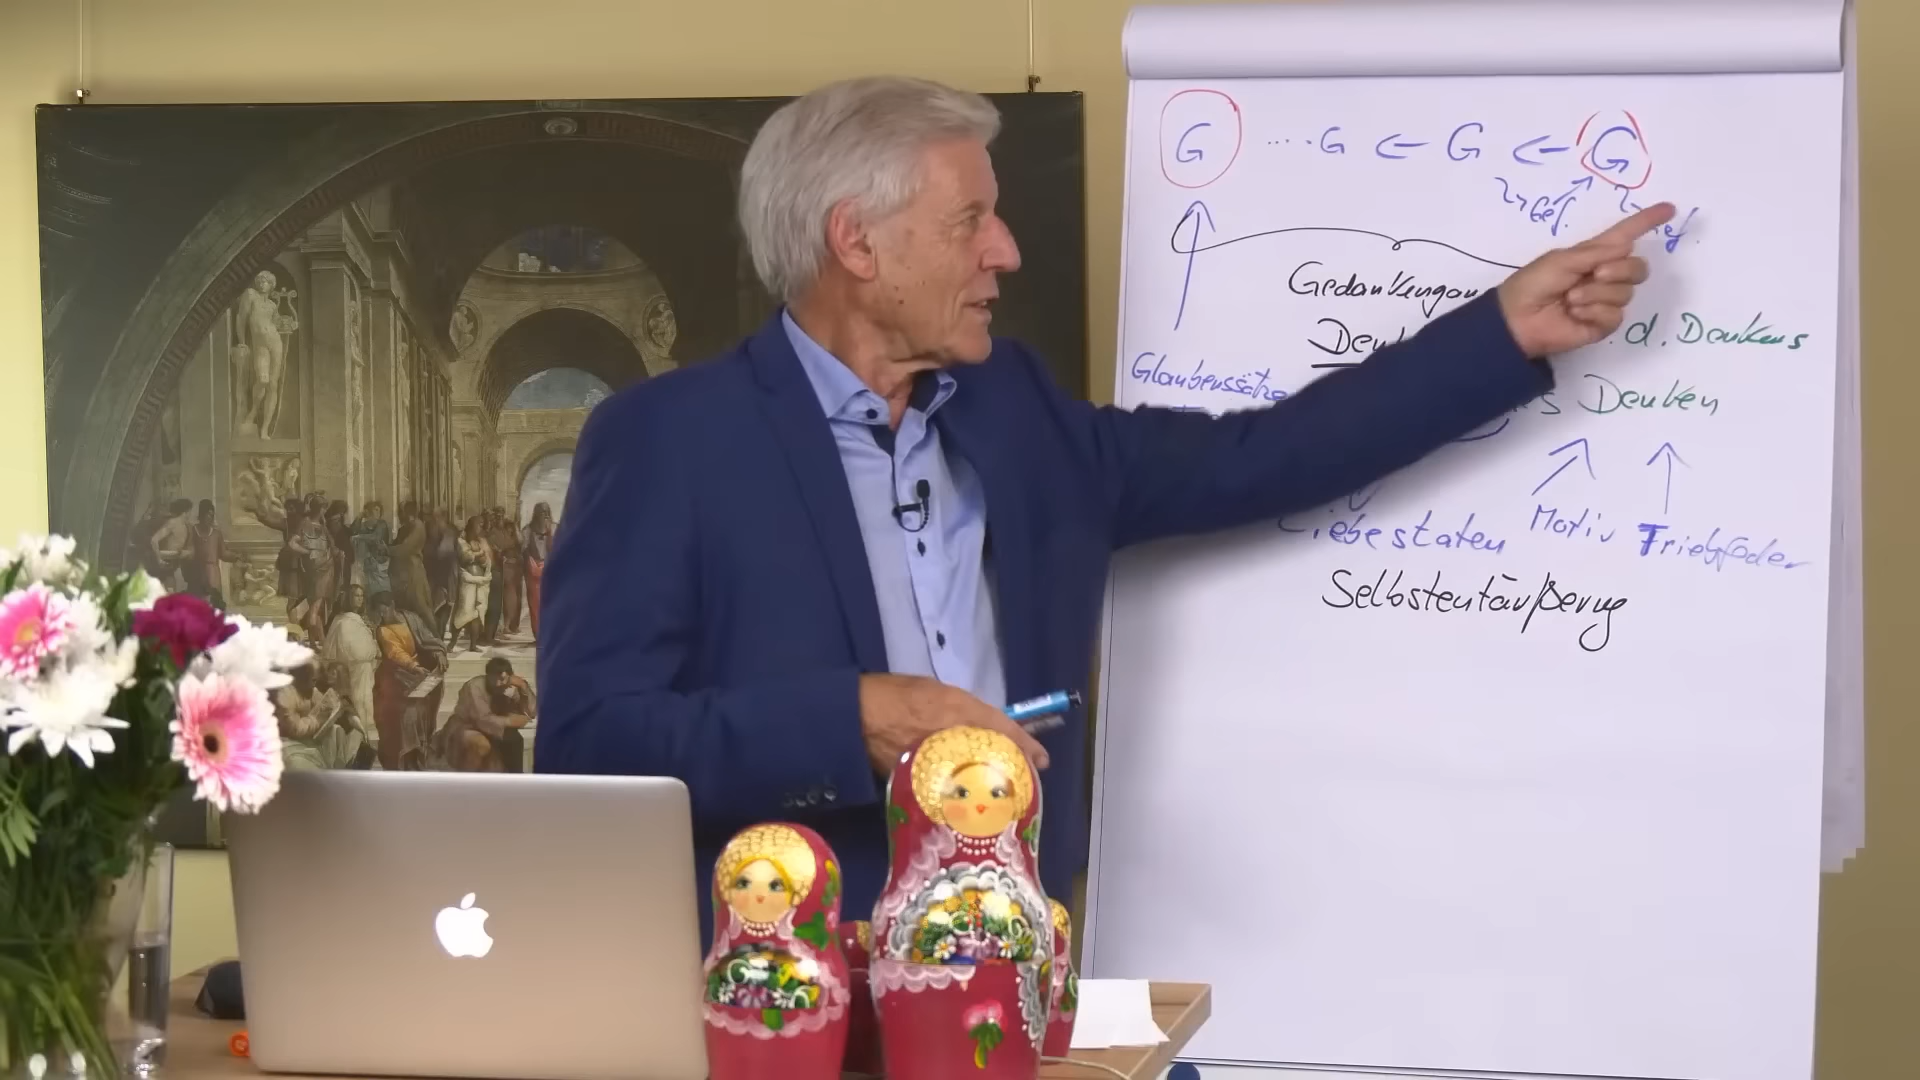 G ....G ← G ← G
Gef.
Gedankengan
d. Denkens
Glaubenssätze
s Denken
Liebestaten Motiv Triebfeder
Selbstentäußerung